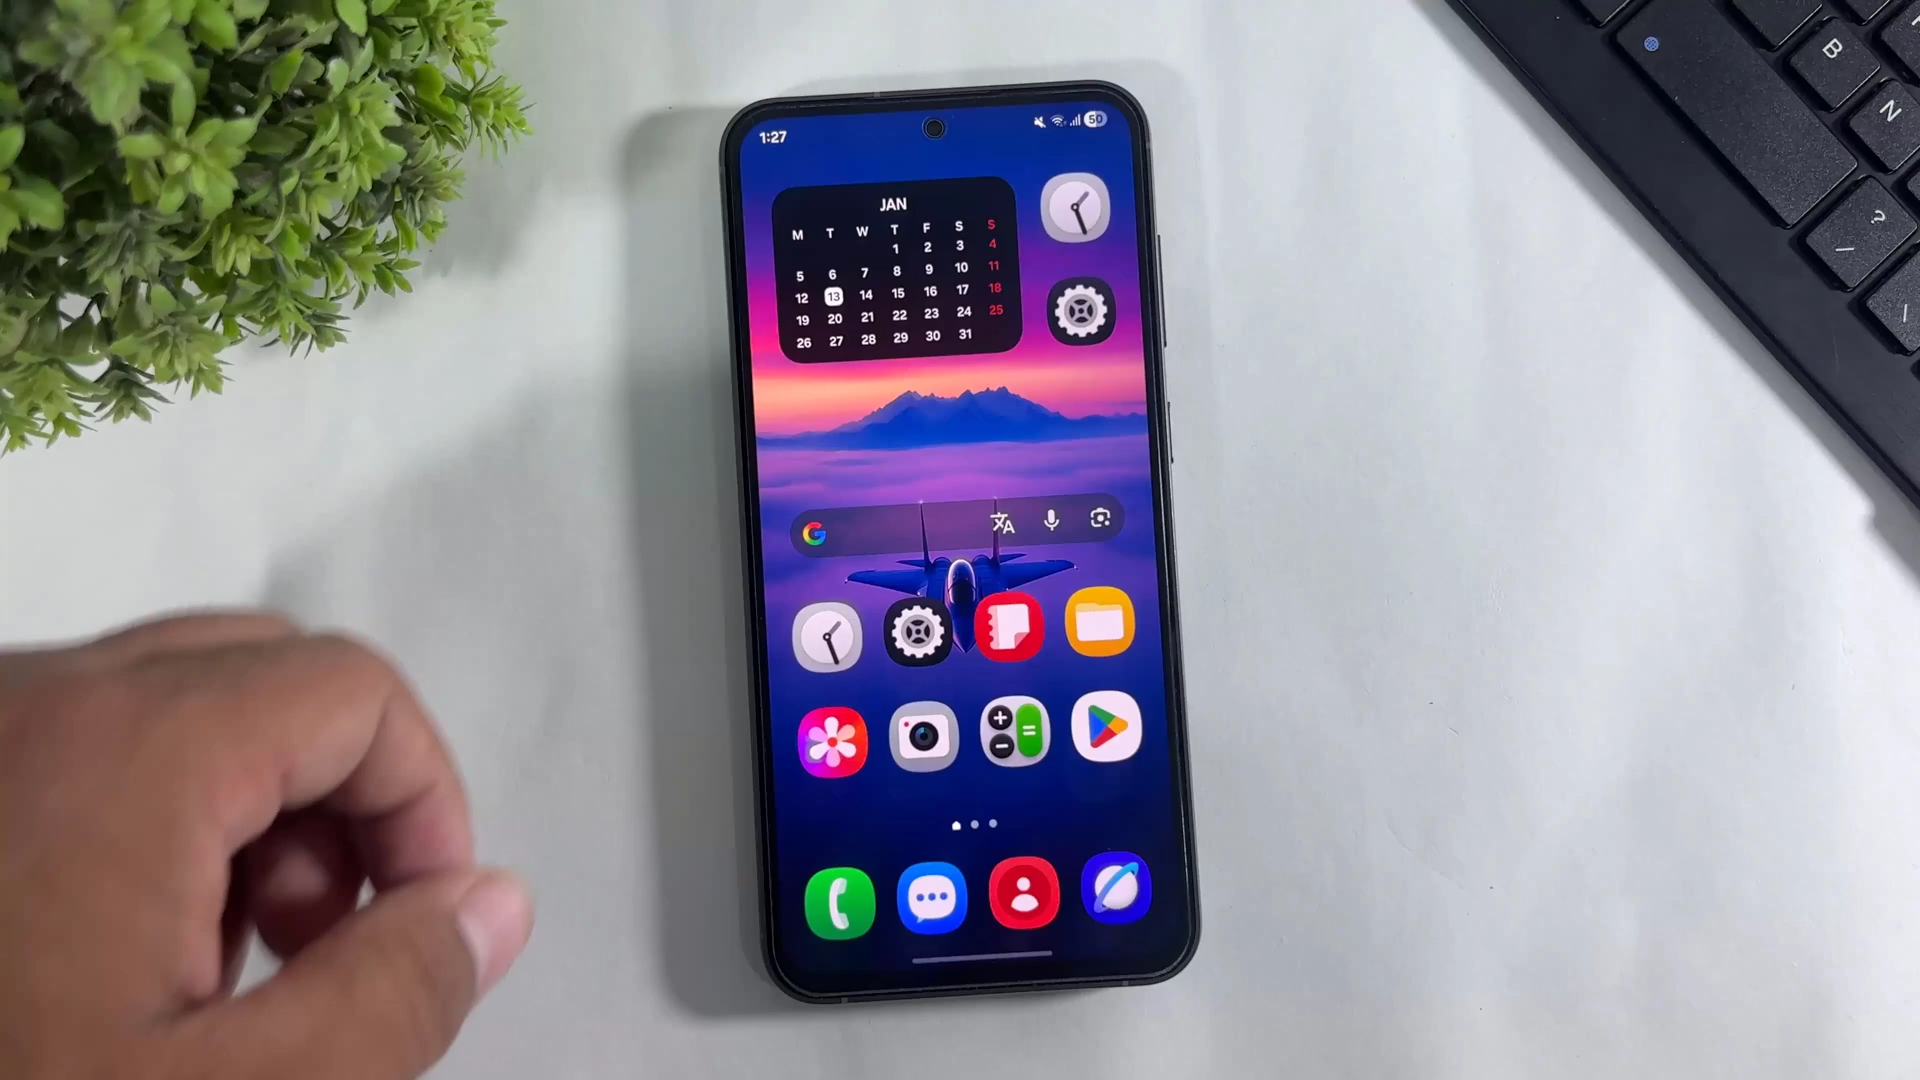 1:27
50
JAN
M T W T F S S
1 2 3 4
5 6 7 8 9 10 11
12 13 14 15 16 17 18
19 20 21 22 23 24 25
26 27 28 29 30 31
B
N
?
/